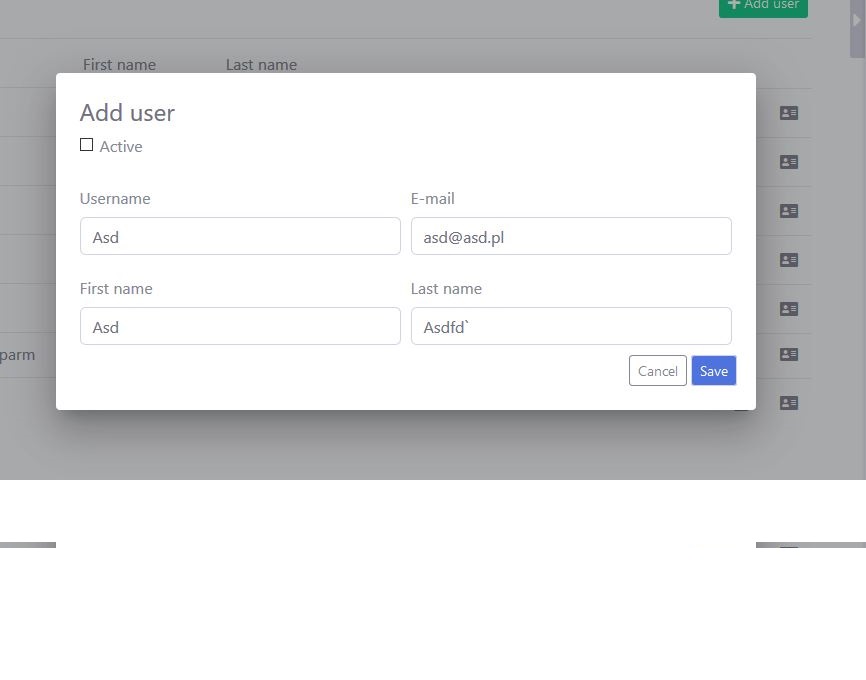 Add user
First name Last name
Add user
Active
Username E-mail
Asd asd@asd.pl
First name Last name
Asd Asdfd`
parm
Cancel Save